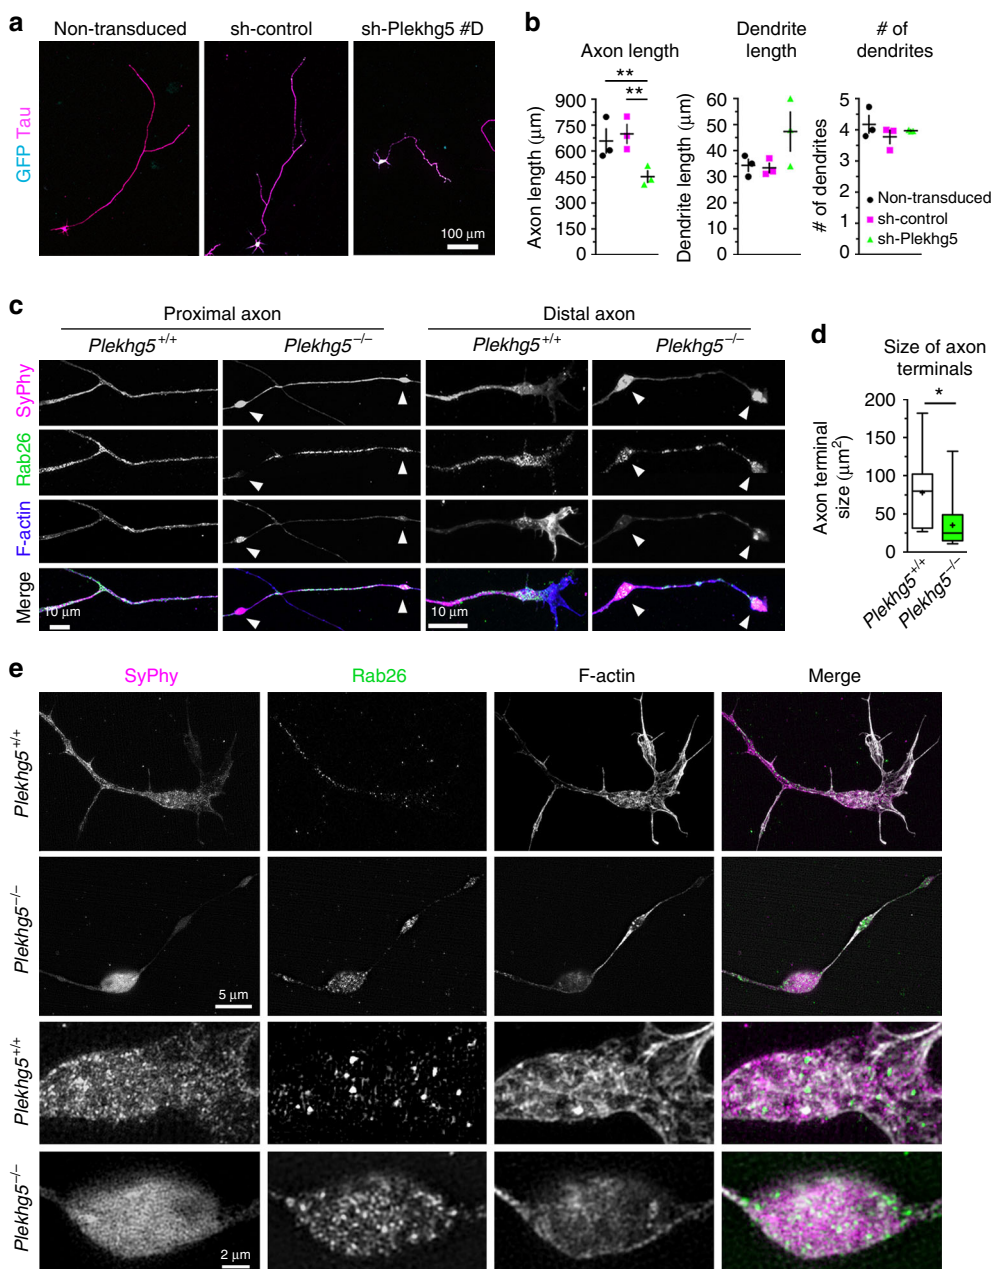 a
Non-transduced
sh-control
sh-Plekhg5 #D
GFP Tau
100 μm
b
Axon length
**
**
Axon length (μm)
900
750
600
450
300
150
0
Dendrite
length
Dendrite length (μm)
60
50
40
30
20
10
0
# of
dendrites
# of dendrites
5
4
3
2
1
0
Non-transduced
sh-control
sh-Plekhg5
c
Proximal axon
Distal axon
Plekhg5+/+
Plekhg5−/−
Plekhg5+/+
Plekhg5−/−
SyPhy
Rab26
F-actin
Merge
10 μm
10 μm
d
Size of axon
terminals
*
Axon terminal
size (μm²)
200
150
100
50
0
Plekhg5+/+
Plekhg5−/−
e
SyPhy
Rab26
F-actin
Merge
Plekhg5+/+
Plekhg5−/−
5 μm
Plekhg5+/+
Plekhg5−/−
2 μm